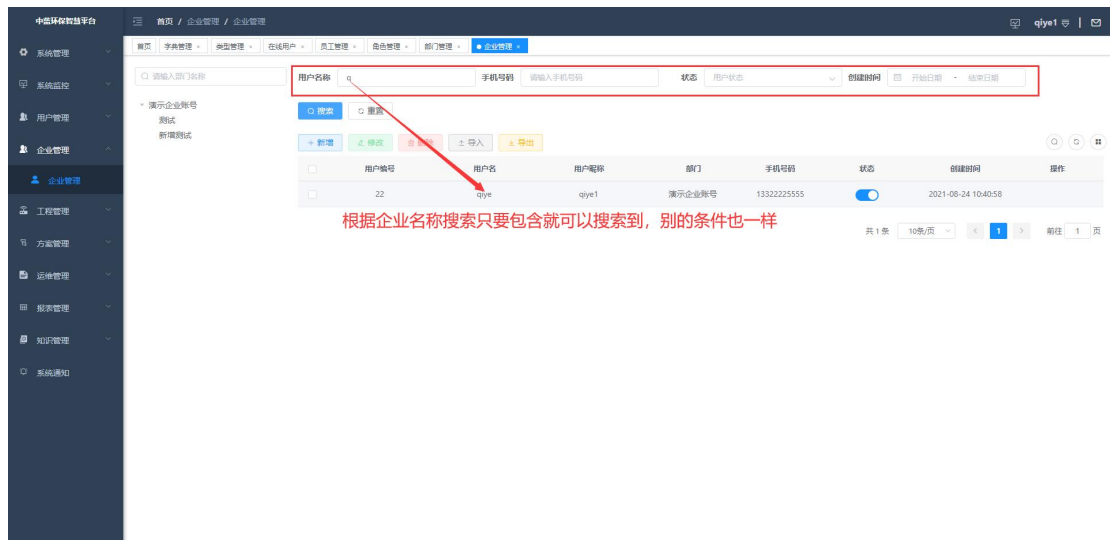 中蓝环保智慧平台
首页 / 企业管理 / 企业管理
qiye1
首页 字典管理 × 类型管理 × 在线用户 × 员工管理 × 角色管理 × 部门管理 × 企业管理 ×
系统管理
系统监控
用户管理
企业管理
企业管理
工程管理
方案管理
运维管理
报表管理
知识管理
系统通知
请输入部门名称
演示企业账号
测试
新增测试
用户名称 q 手机号码 请输入手机号码 状态 用户状态 创建时间 开始日期 - 结束日期
搜索 重置
+ 新增 修改 删除 导入 导出
用户编号 用户名 用户昵称 部门 手机号码 状态 创建时间 操作
22 qiye qiye1 演示企业账号 13322225555 2021-08-24 10:40:58
根据企业名称搜索只要包含就可以搜索到，别的条件也一样
共 1 条 10条/页 < 1 > 前往 1 页